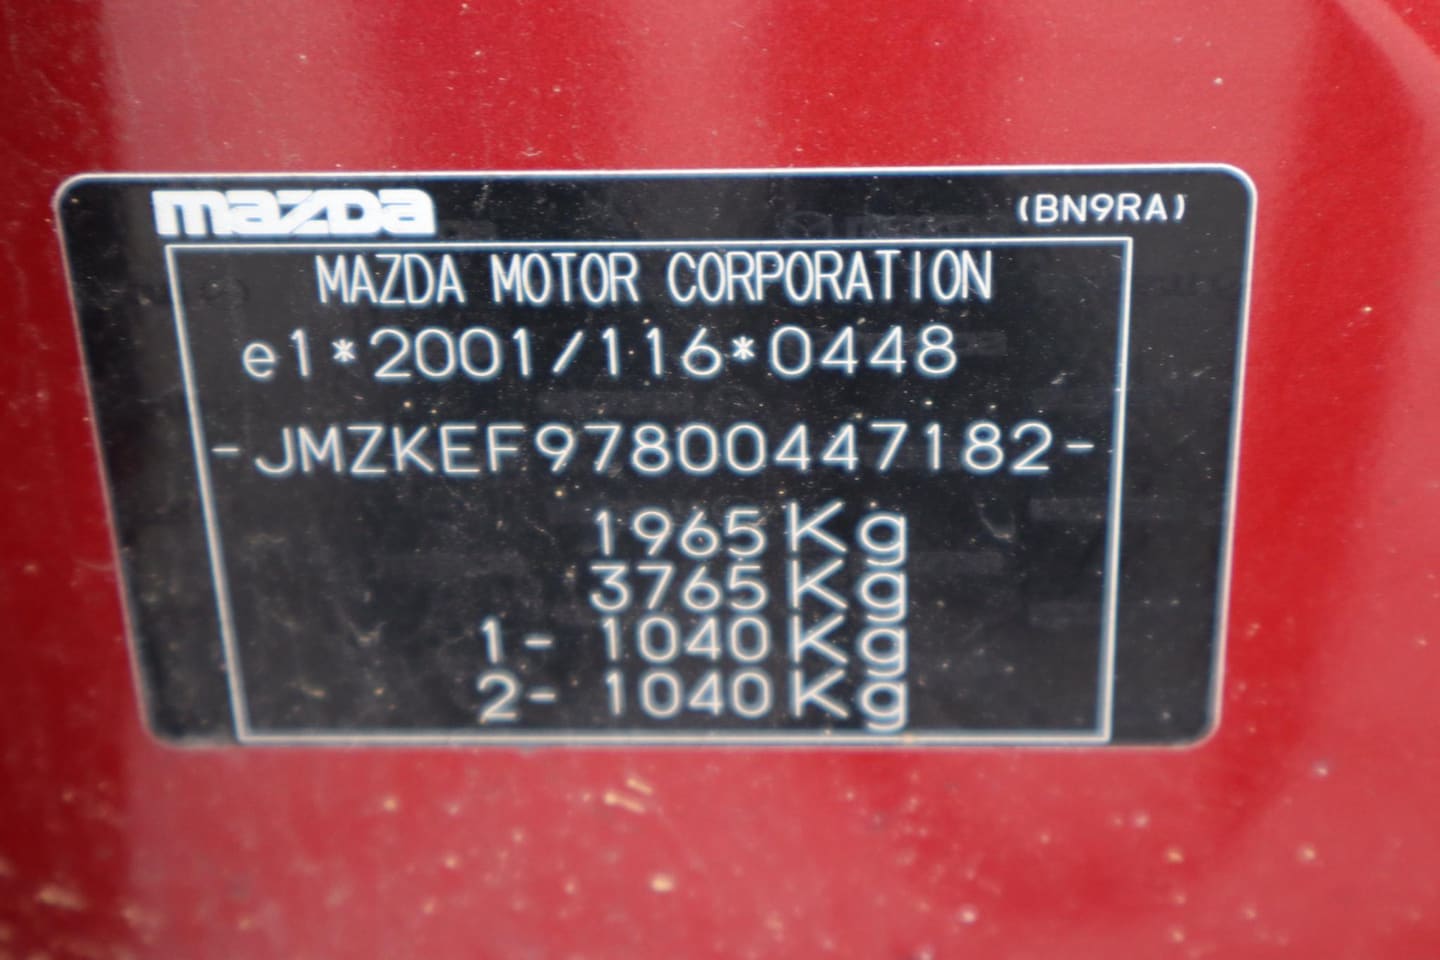 mazda (BN9RA)
MAZDA MOTOR CORPORATION
e1*2001/116*0448
-JMZKEF97800447182-
1965Kg
3765Kg
1- 1040Kg
2- 1040Kg